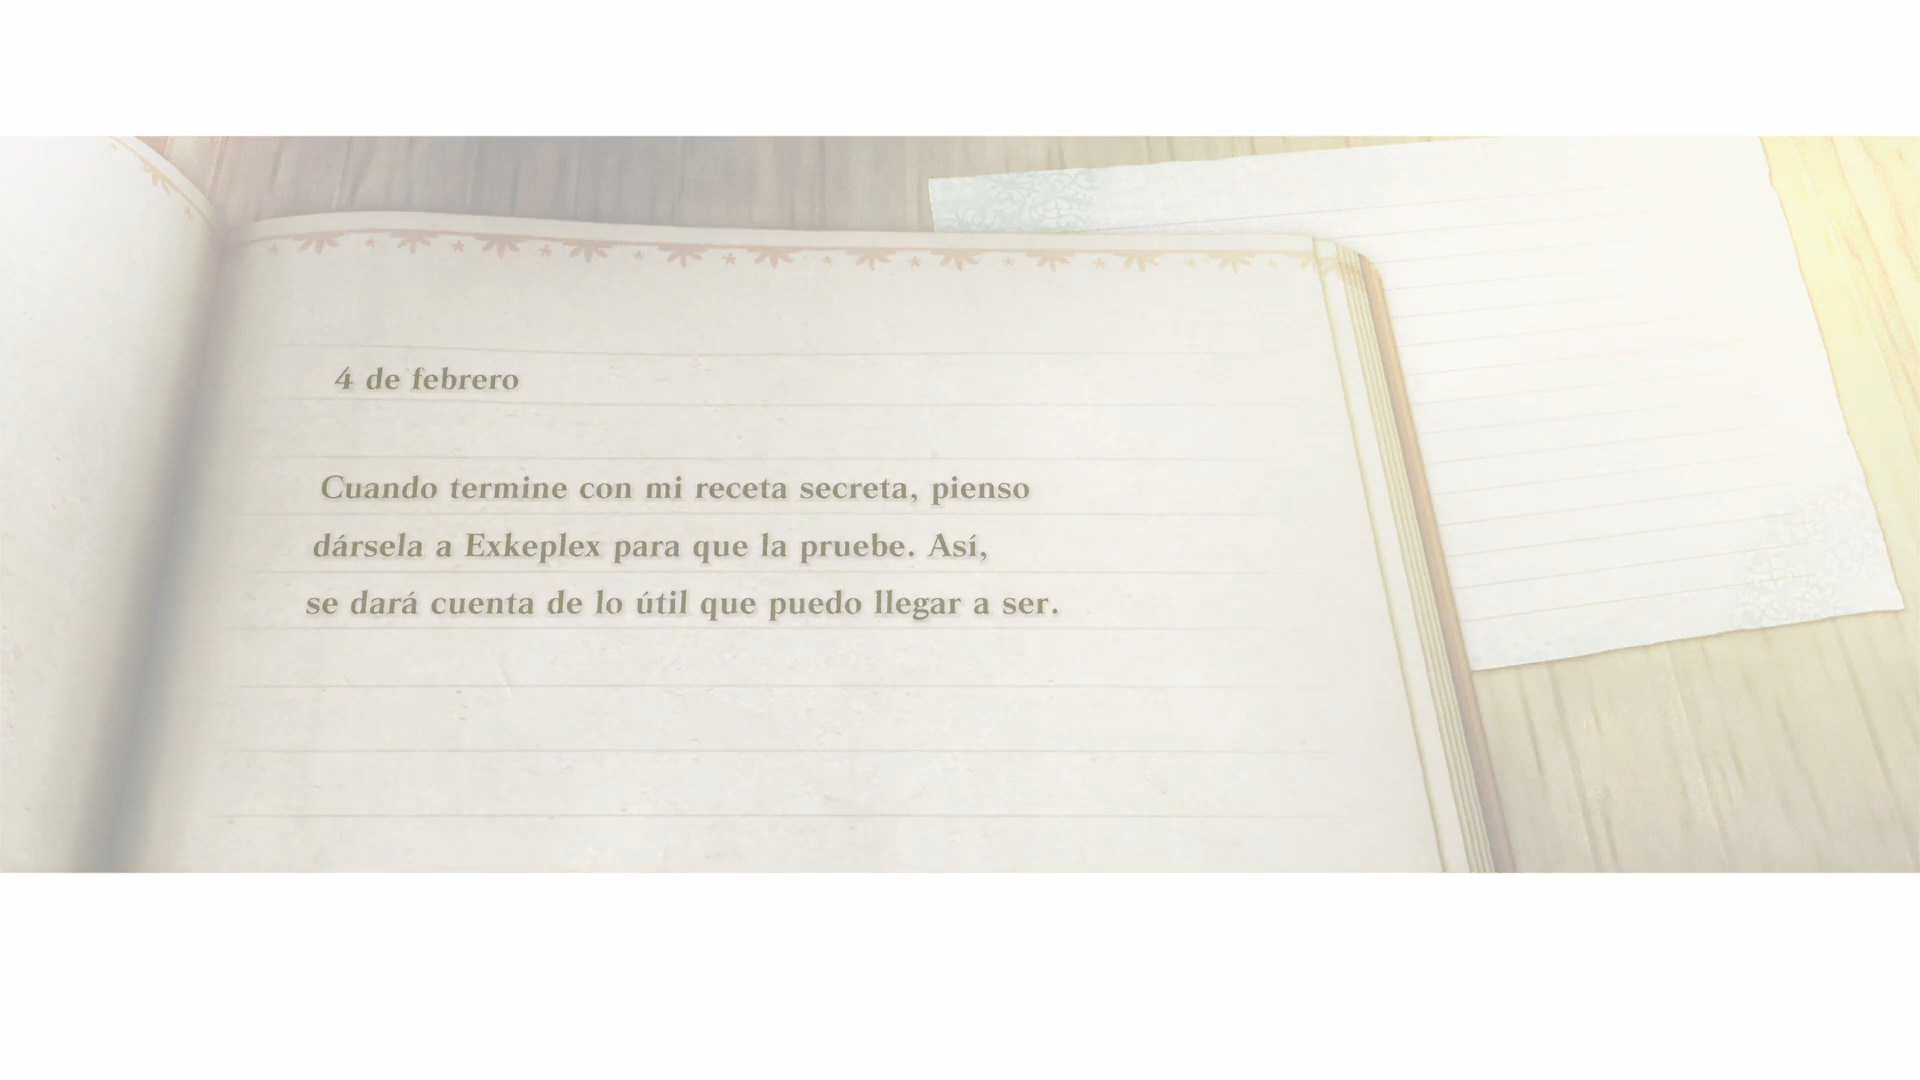 4 de febrero
Cuando termine con mi receta secreta, pienso
dársela a Exkeplex para que la pruebe. Así,
se dará cuenta de lo útil que puedo llegar a ser.